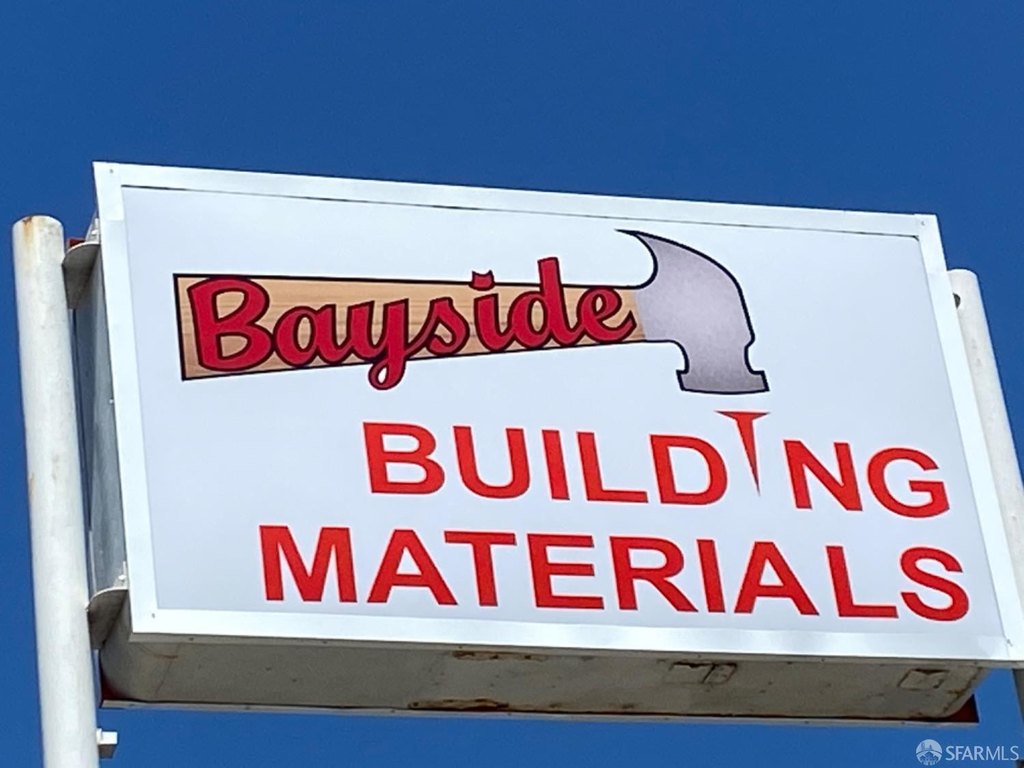 Bayside
BUILDING
MATERIALS
SFARMLS